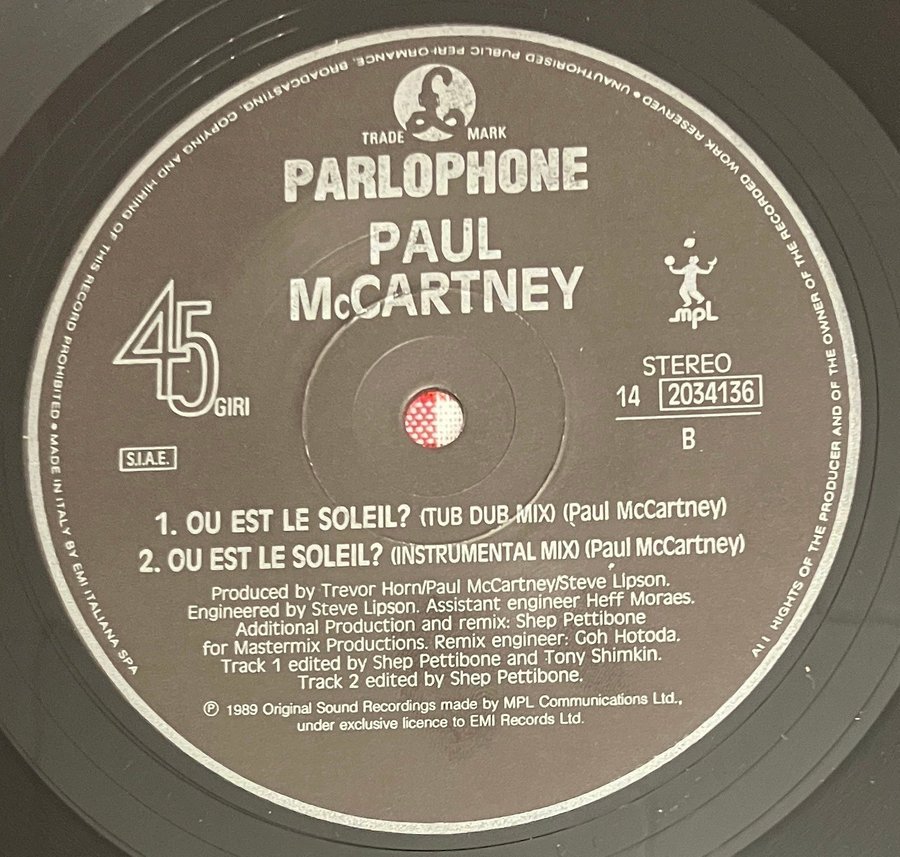 TRADE MARK
PARLOPHONE
PAUL
McCARTNEY
45 GIRI
S.I.A.E.
mpL
STEREO
14 2034136
B
1. OU EST LE SOLEIL? (TUB DUB MIX) (Paul McCartney)
2. OU EST LE SOLEIL? (INSTRUMENTAL MIX) (Paul McCartney)
Produced by Trevor Horn/Paul McCartney/Steve Lipson.
Engineered by Steve Lipson. Assistant engineer Heff Moraes.
Additional Production and remix: Shep Pettibone
for Mastermix Productions. Remix engineer: Goh Hotoda.
Track 1 edited by Shep Pettibone and Tony Shimkin.
Track 2 edited by Shep Pettibone.
℗ 1989 Original Sound Recordings made by MPL Communications Ltd.,
under exclusive licence to EMI Records Ltd.
ALL RIGHTS OF THE PRODUCER AND OF THE OWNER OF THE RECORDED WORK RESERVED • UNAUTHORISED PUBLIC PERFORMANCE, BROADCASTING, COPYING AND HIRING OF THIS RECORD PROHIBITED • MADE IN ITALY BY EMI ITALIANA SPA